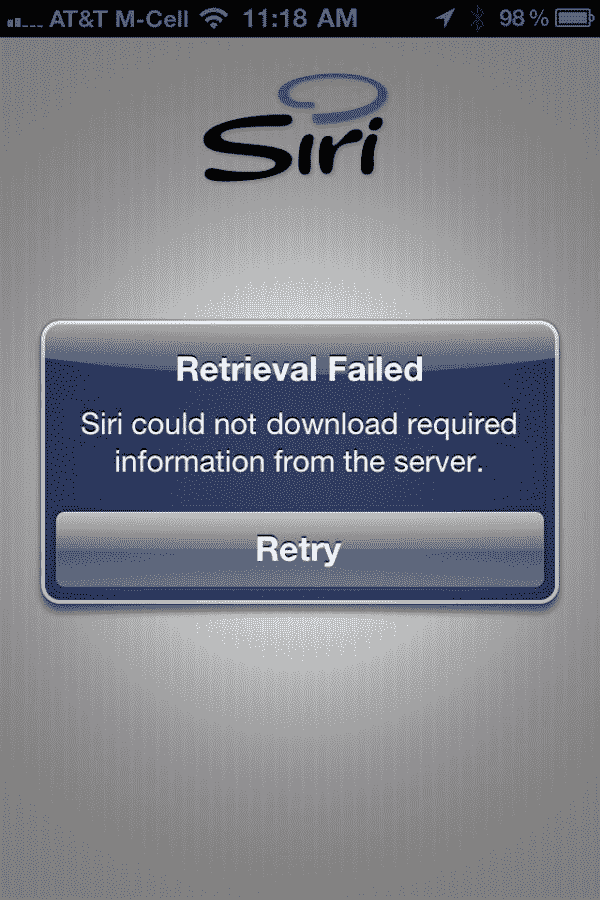 AT&T M-Cell 11:18 AM 98 %
Siri
Retrieval Failed
Siri could not download required
information from the server.
Retry